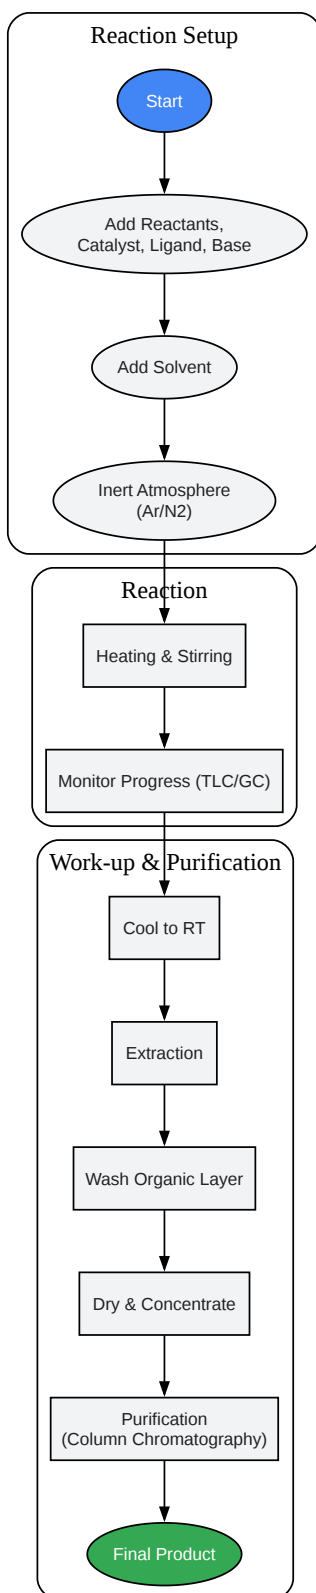 Reaction Setup
Start
Add Reactants,
Catalyst, Ligand, Base
Add Solvent
Inert Atmosphere
(Ar/N2)
Reaction
Heating & Stirring
Monitor Progress (TLC/GC)
Work-up & Purification
Cool to RT
Extraction
Wash Organic Layer
Dry & Concentrate
Purification
(Column Chromatography)
Final Product